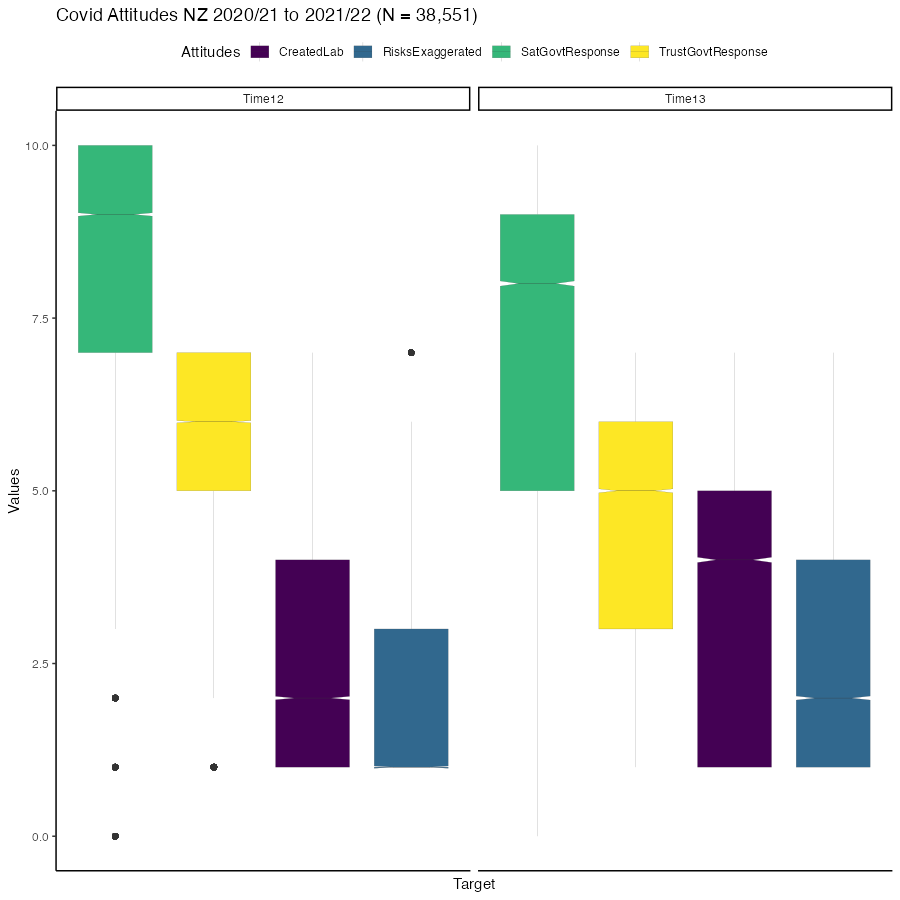 Covid Attitudes NZ 2020/21 to 2021/22 (N = 38,551)
Attitudes CreatedLab RisksExaggerated SatGovtResponse TrustGovtResponse
Time12 Time13
10.0
7.5
5.0
2.5
0.0
Values
Target